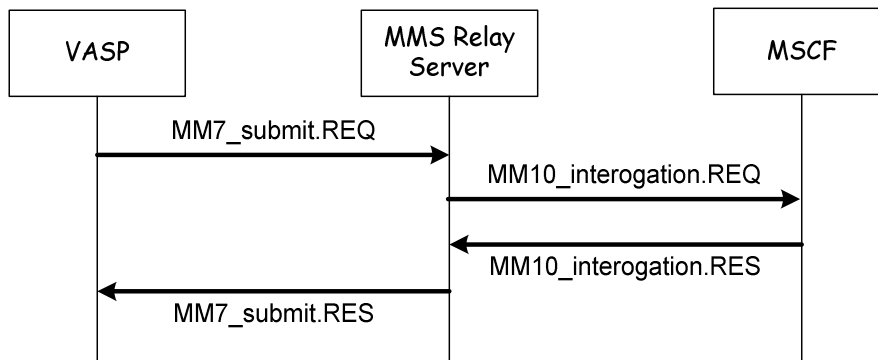 VASP
MMS Relay
Server
MSCF
MM7_submit.REQ
MM10_interogation.REQ
MM10_interogation.RES
MM7_submit.RES